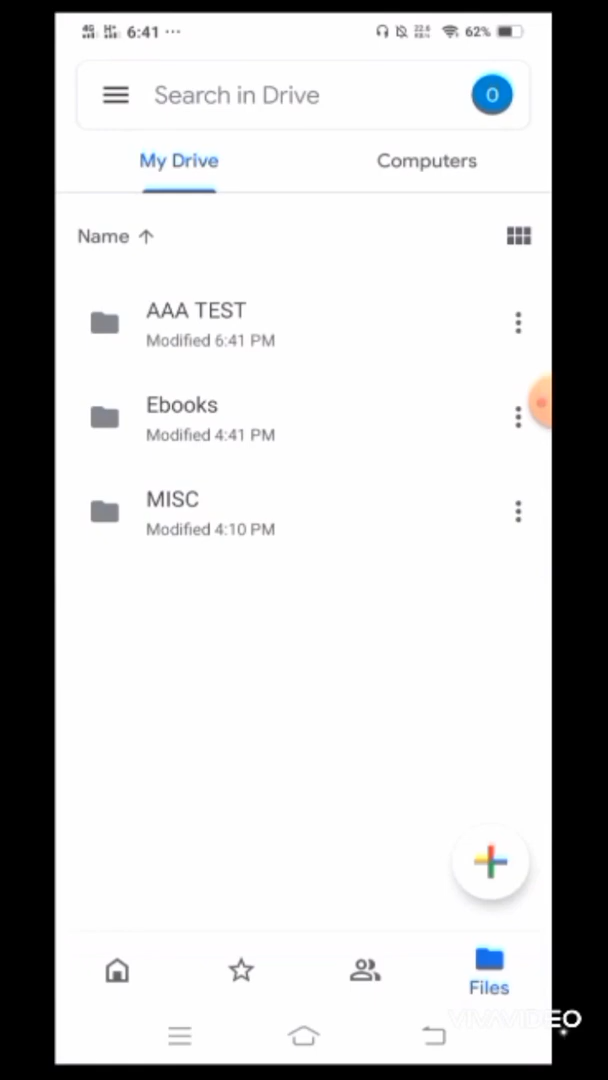 6:41 ... 62%
Search in Drive
O
My Drive Computers
Name ↑
AAA TEST
Modified 6:41 PM
Ebooks
Modified 4:41 PM
MISC
Modified 4:10 PM
Files
VIVAVIDEO